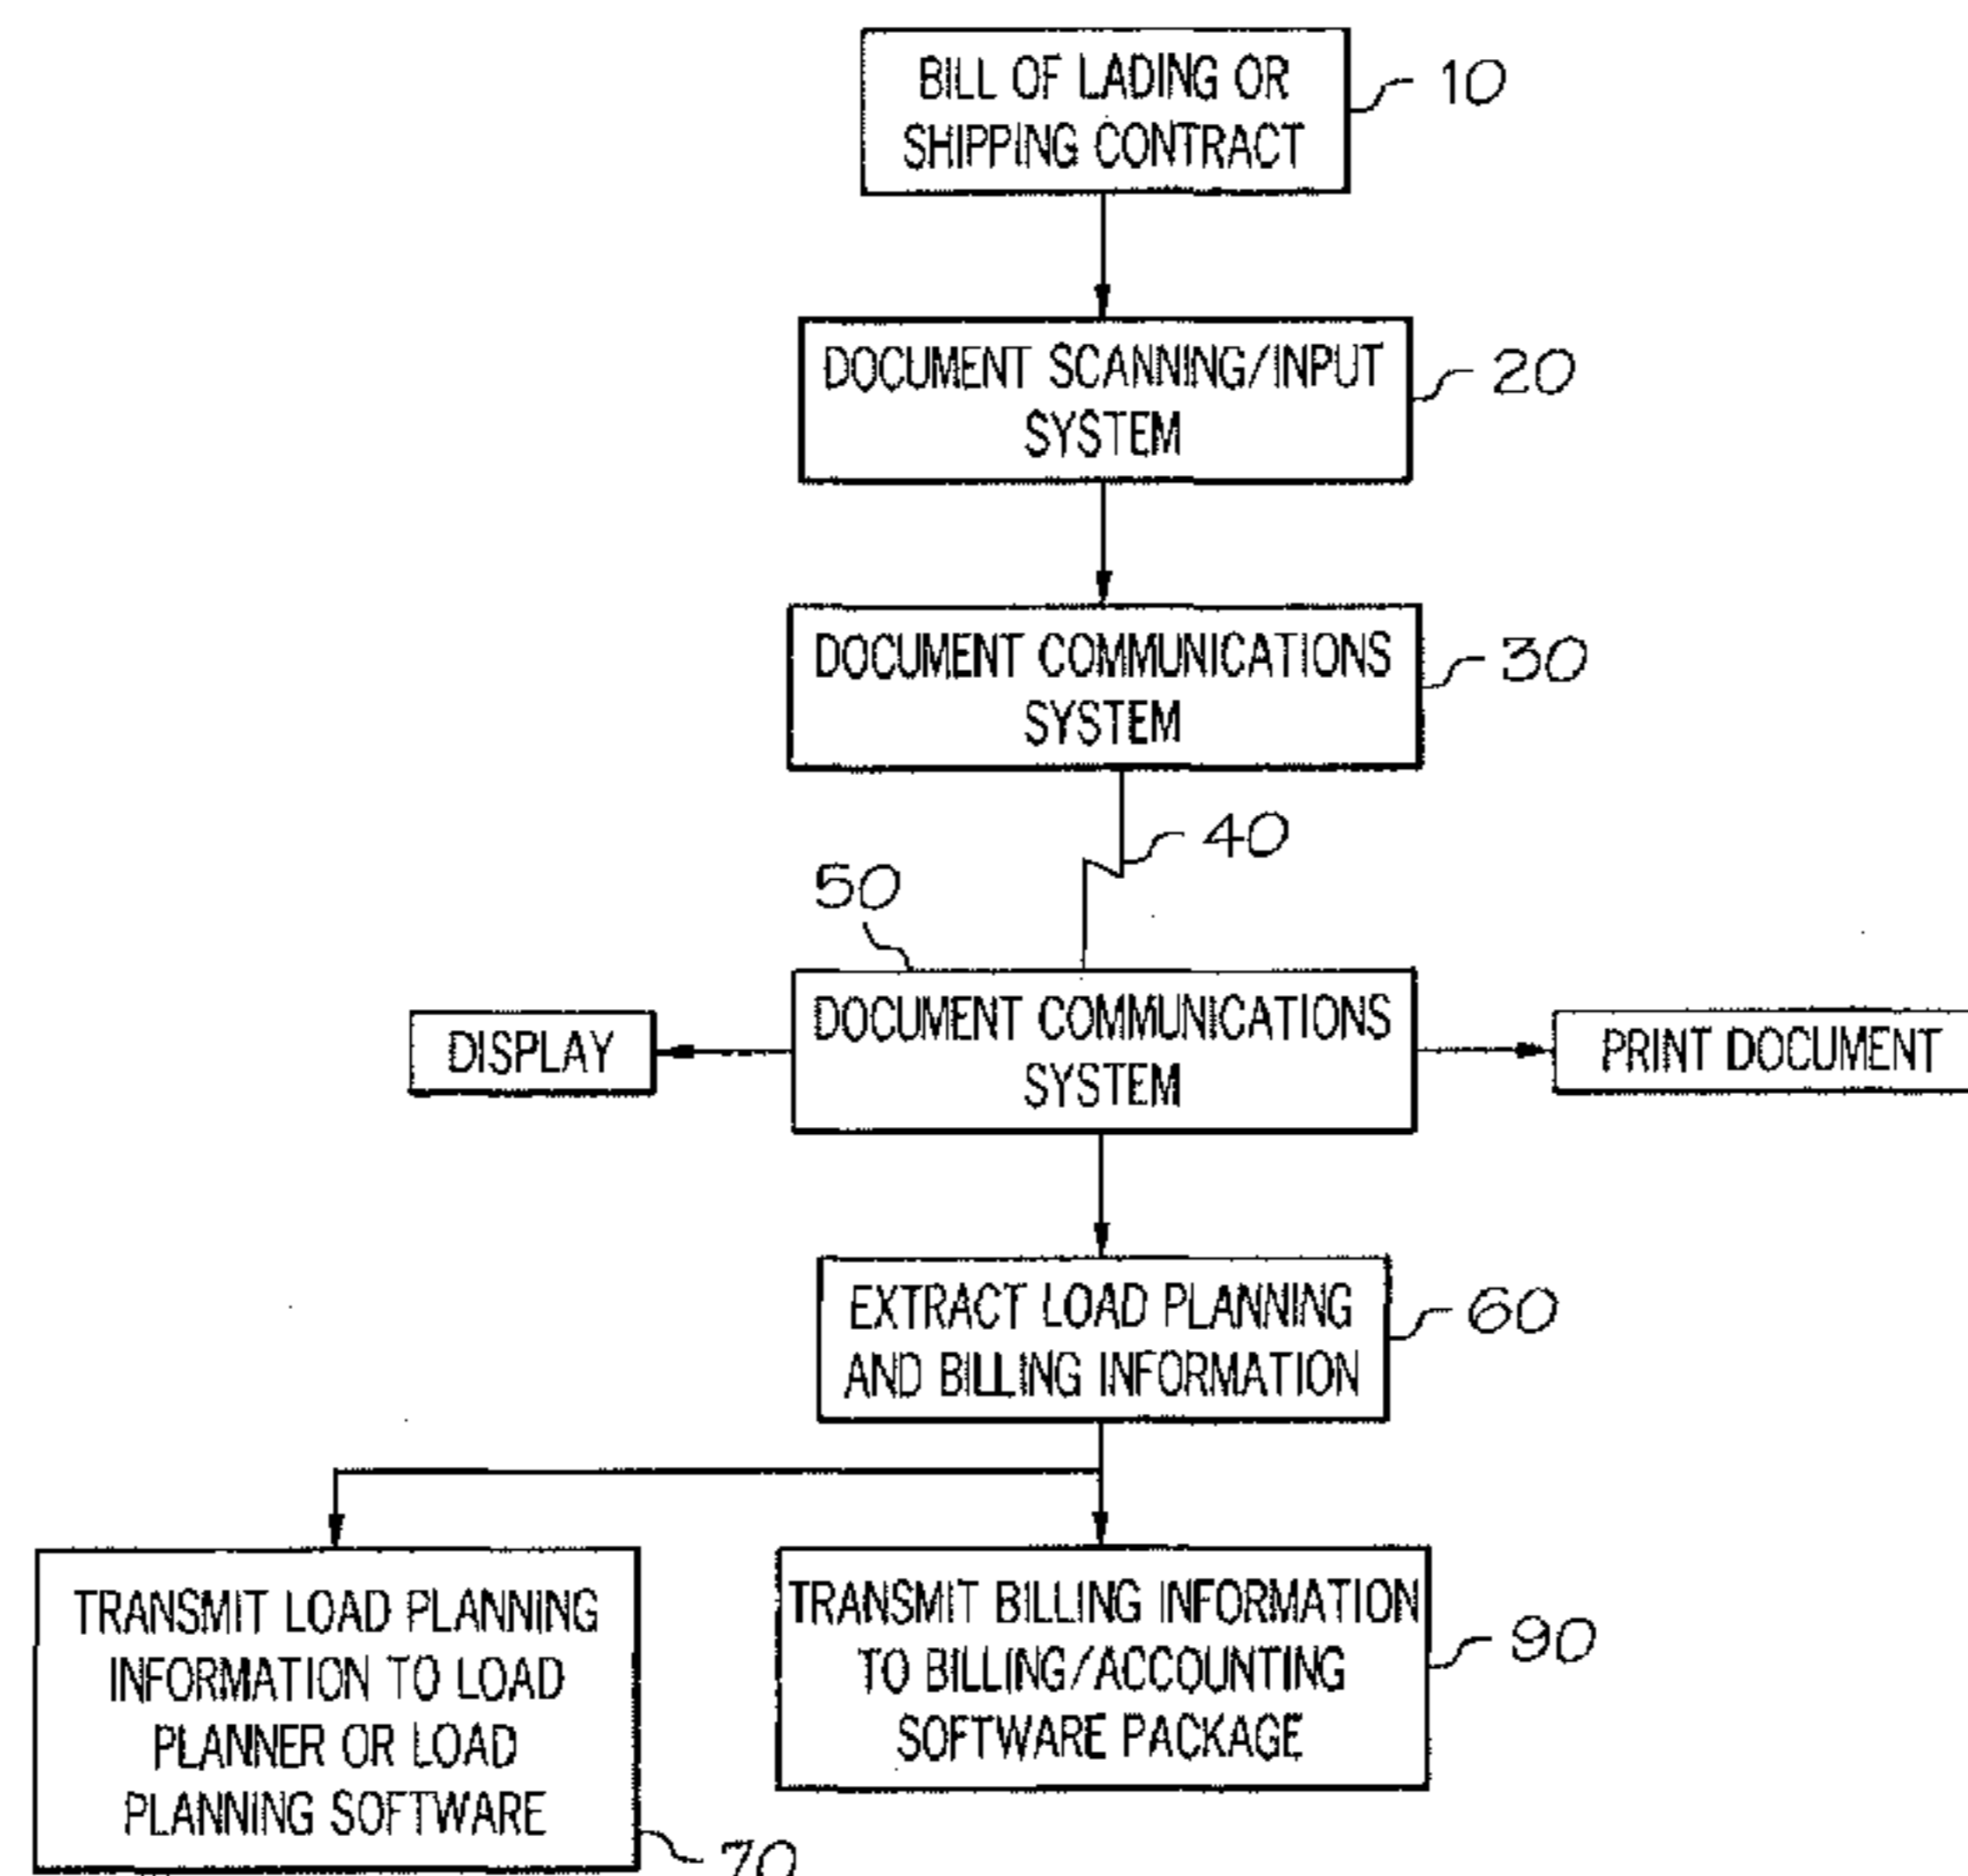 BILL OF LADING OR
SHIPPING CONTRACT
10
DOCUMENT SCANNING/INPUT
SYSTEM
20
DOCUMENT COMMUNICATIONS
SYSTEM
30
40
50
DOCUMENT COMMUNICATIONS
SYSTEM
DISPLAY
PRINT DOCUMENT
EXTRACT LOAD PLANNING
AND BILLING INFORMATION
60
TRANSMIT LOAD PLANNING
INFORMATION TO LOAD
PLANNER OR LOAD
PLANNING SOFTWARE
70
TRANSMIT BILLING INFORMATION
TO BILLING/ACCOUNTING
SOFTWARE PACKAGE
90